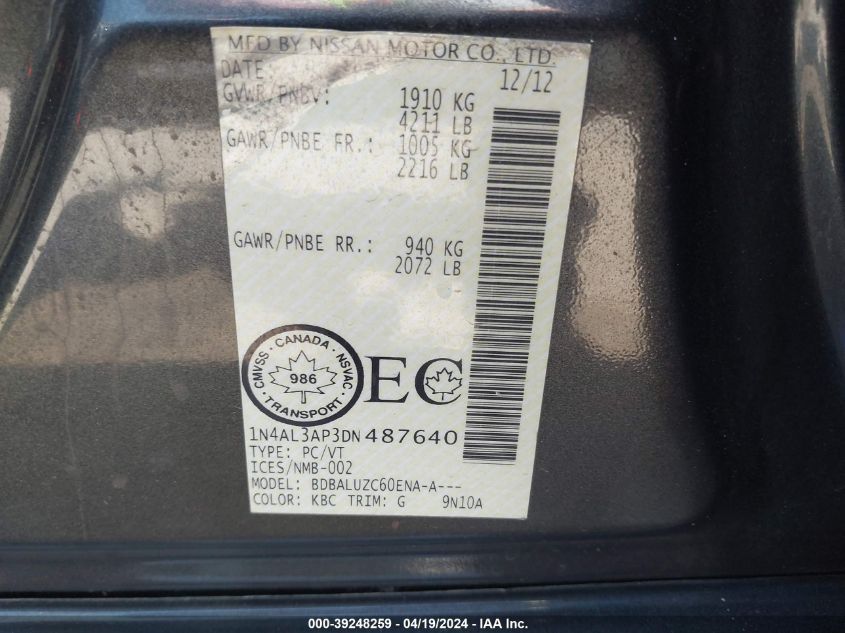 MFD BY NISSAN MOTOR CO., LTD.
DATE: 12/12
GVWR/PNBV: 1910 KG
4211 LB
GAWR/PNBE FR.: 1005 KG
2216 LB
GAWR/PNBE RR.: 940 KG
2072 LB
CANADA
CMVSS · NSVAC
986
TRANSPORT
EC
1N4AL3AP3DN487640
TYPE: PC/VT
ICES/NMB-002
MODEL: BDBALUZC60ENA-A---
COLOR: KBC TRIM: G 9N10A
000-39248259 - 04/19/2024 - IAA Inc.